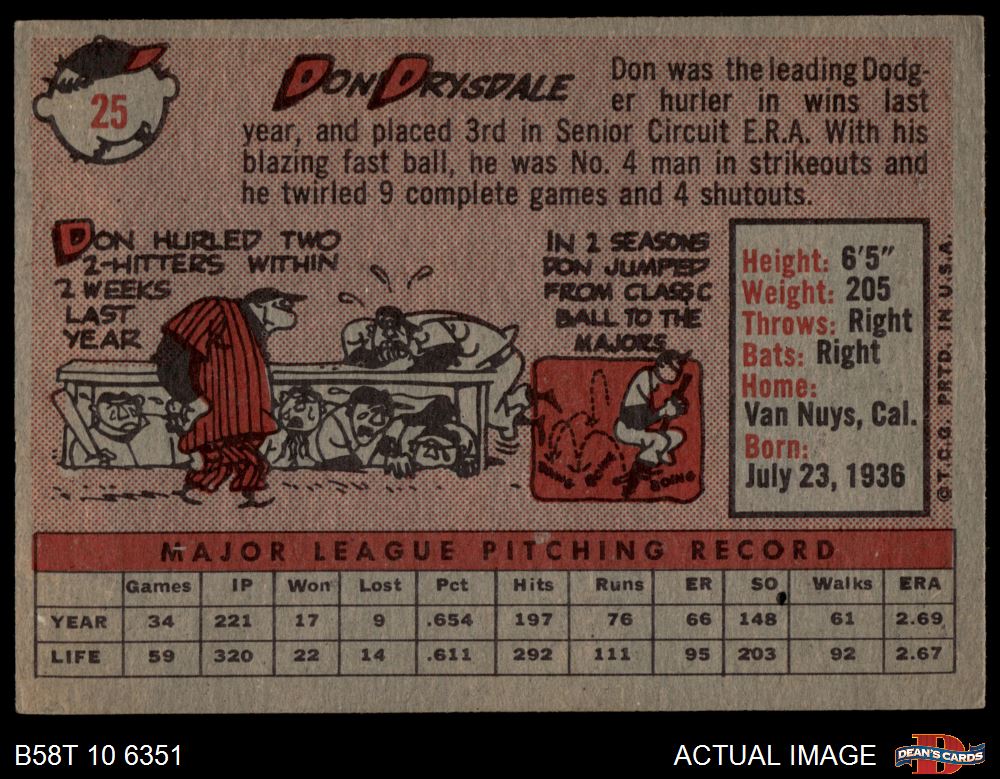 25
DON DRYSDALE
Don was the leading Dodg-
er hurler in wins last
year, and placed 3rd in Senior Circuit E.R.A. With his
blazing fast ball, he was No. 4 man in strikeouts and
he twirled 9 complete games and 4 shutouts.
DON HURLED TWO
2-HITTERS WITHIN
2 WEEKS
LAST
YEAR
IN 2 SEASONS
DON JUMPED
FROM CLASS C
BALL TO THE
MAJORS
BOING
Height: 6'5"
Weight: 205
Throws: Right
Bats: Right
Home:
Van Nuys, Cal.
Born:
July 23, 1936
© T.C.G. PRTD. IN U.S.A.
MAJOR LEAGUE PITCHING RECORD
Games IP Won Lost Pct Hits Runs ER SO Walks ERA
YEAR 34 221 17 9 .654 197 76 66 148 61 2.69
LIFE 59 320 22 14 .611 292 111 95 203 92 2.67
B58T 10 6351
ACTUAL IMAGE
D
DEAN'S CARDS